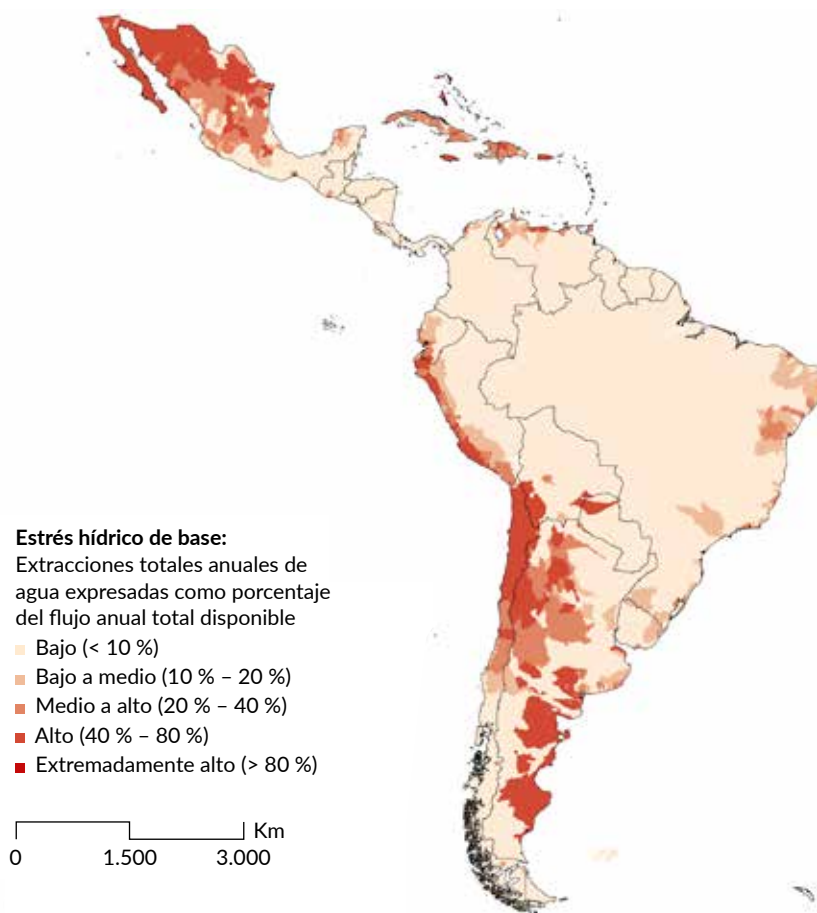 Estrés hídrico de base:
Extracciones totales anuales de
agua expresadas como porcentaje
del flujo anual total disponible
Bajo (< 10 %)
Bajo a medio (10 % – 20 %)
Medio a alto (20 % – 40 %)
Alto (40 % – 80 %)
Extremadamente alto (> 80 %)
Km
0 1.500 3.000